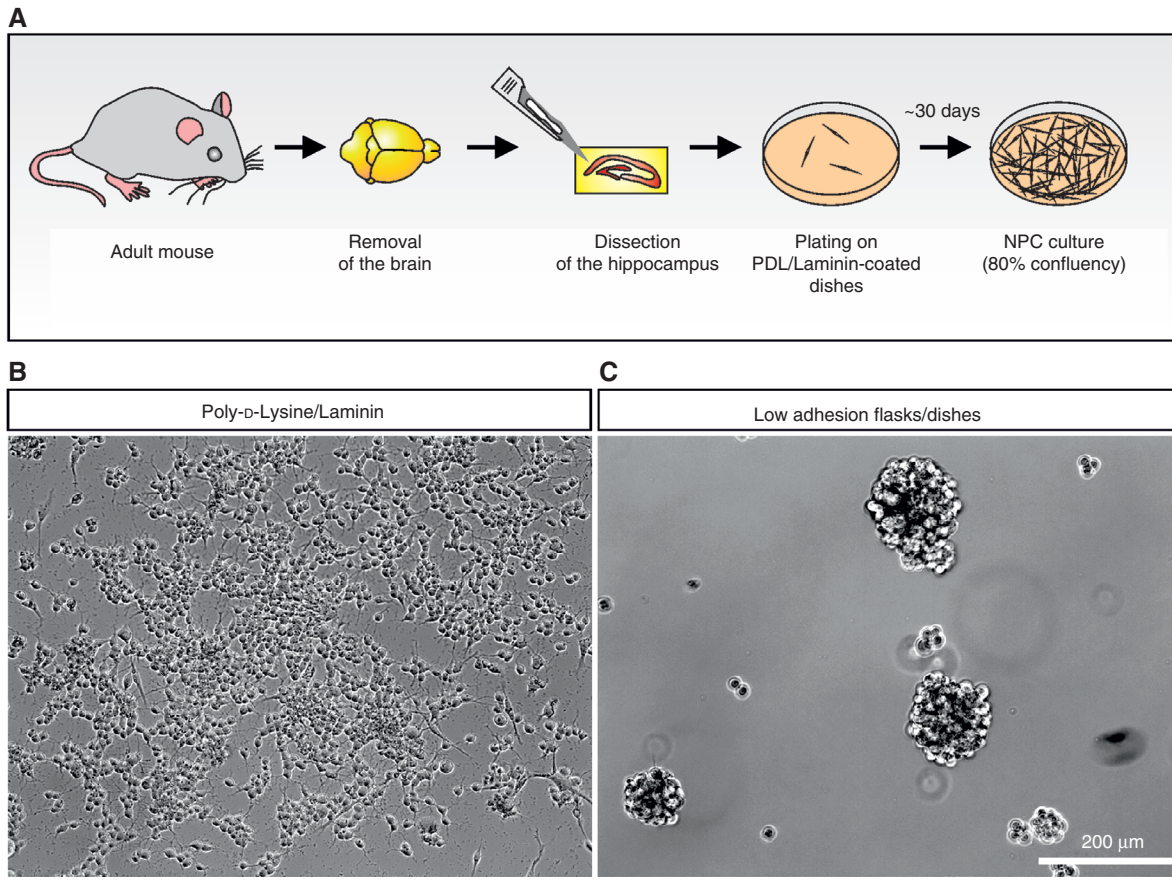 A
~30 days
Adult mouse
Removal
of the brain
Dissection
of the hippocampus
Plating on
PDL/Laminin-coated
dishes
NPC culture
(80% confluency)
B
Poly-D-Lysine/Laminin
C
Low adhesion flasks/dishes
200 μm